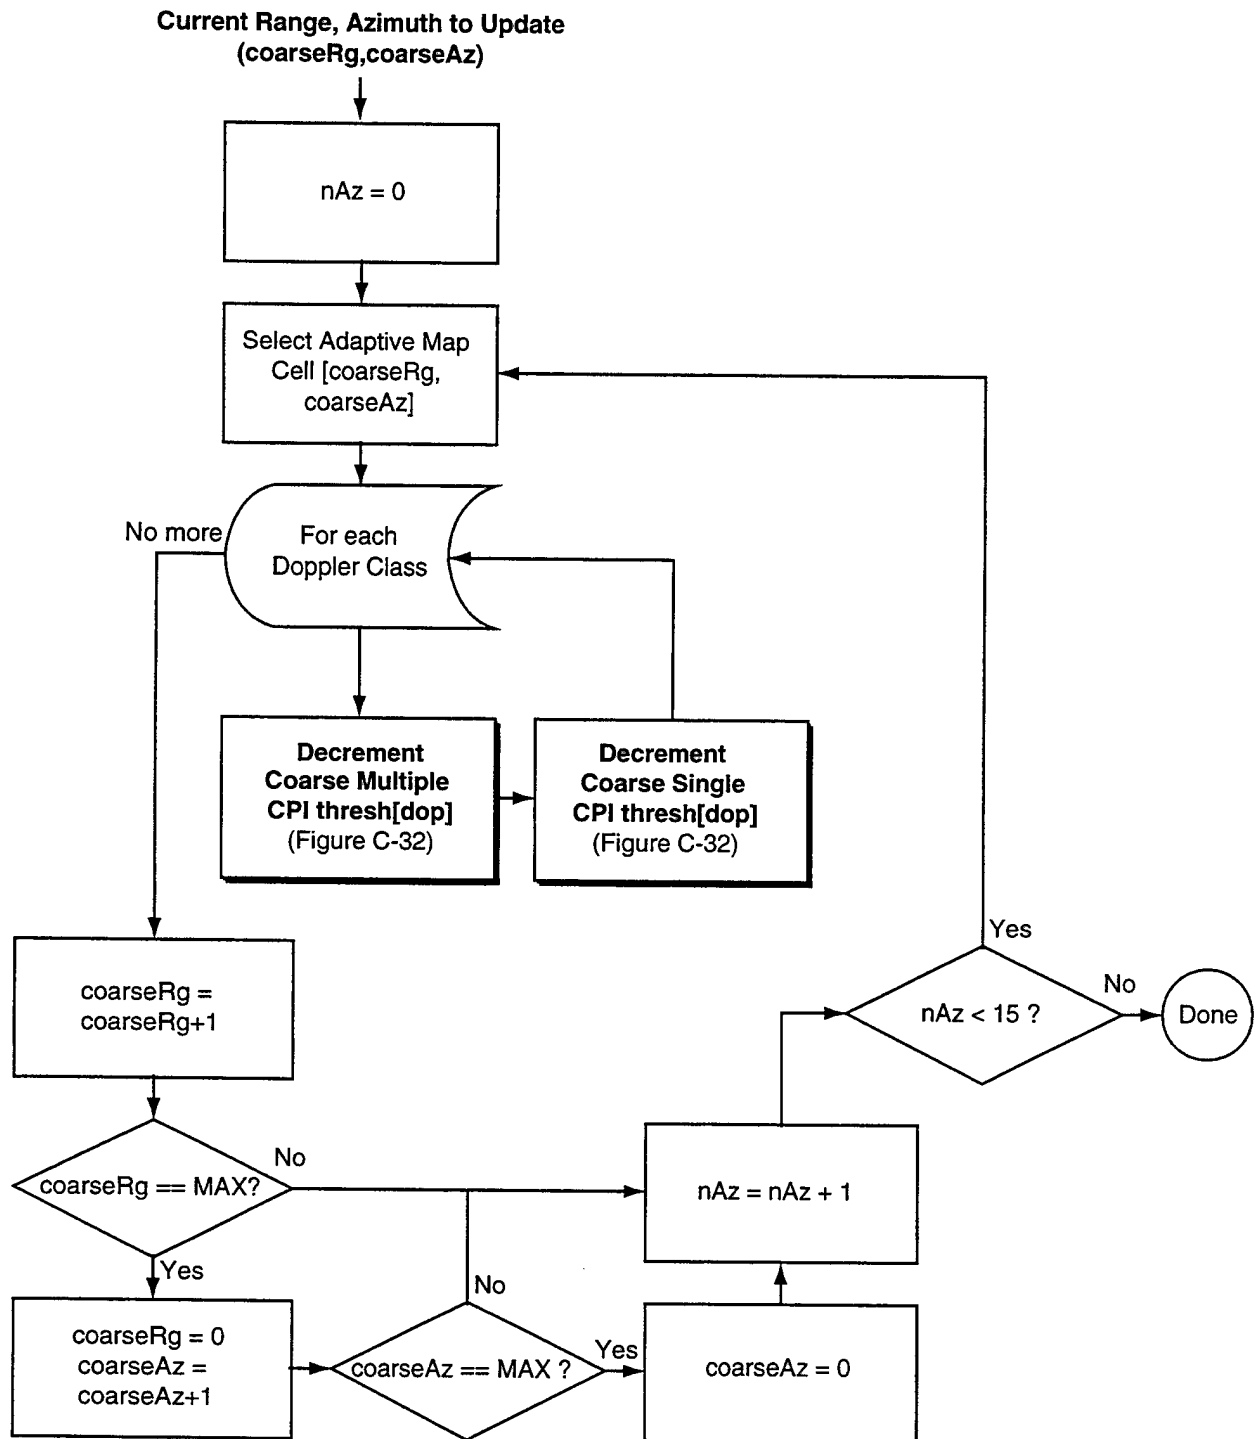 Current Range, Azimuth to Update
(coarseRg,coarseAz)
nAz = 0
Select Adaptive Map
Cell [coarseRg,
coarseAz]
No more
For each
Doppler Class
Decrement
Coarse Multiple
CPI thresh[dop]
(Figure C-32)
Decrement
Coarse Single
CPI thresh[dop]
(Figure C-32)
coarseRg =
coarseRg+1
Yes
nAz < 15 ?
No
Done
coarseRg == MAX?
No
nAz = nAz + 1
Yes
coarseRg = 0
coarseAz =
coarseAz+1
No
coarseAz == MAX ?
Yes
coarseAz = 0